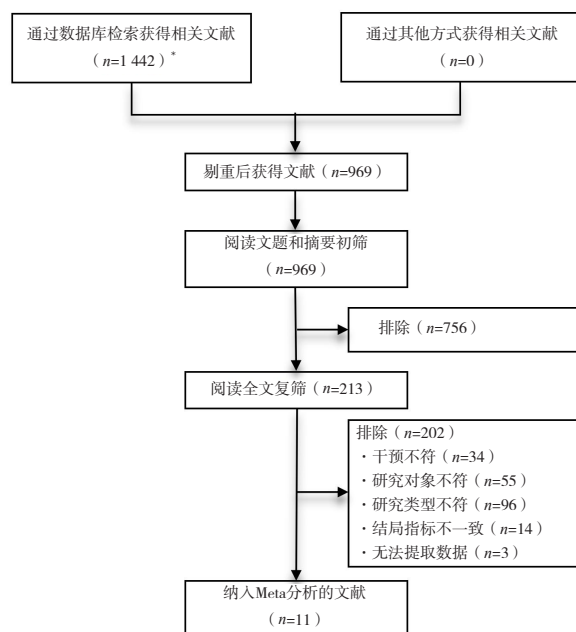 通过数据库检索获得相关文献
（n=1 442）*
通过其他方式获得相关文献
（n=0）
剔重后获得文献（n=969）
阅读文题和摘要初筛
（n=969）
排除（n=756）
阅读全文复筛（n=213）
排除（n=202）
·干预不符（n=34）
·研究对象不符（n=55）
·研究类型不符（n=96）
·结局指标不一致（n=14）
·无法提取数据（n=3）
纳入Meta分析的文献
（n=11）